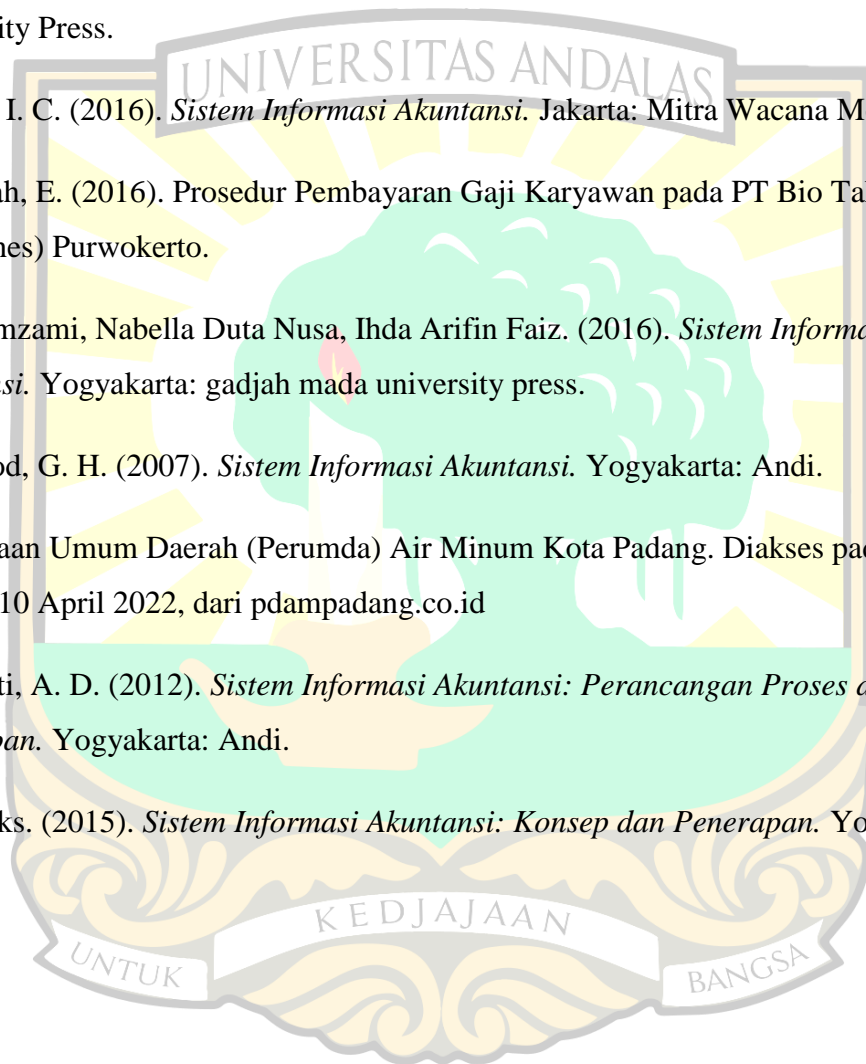 ity Press.
UNIVERSITAS ANDALAS
I. C. (2016). Sistem Informasi Akuntansi. Jakarta: Mitra Wacana M
ah, E. (2016). Prosedur Pembayaran Gaji Karyawan pada PT Bio Ta
nes) Purwokerto.
mzami, Nabella Duta Nusa, Ihda Arifin Faiz. (2016). Sistem Informa
si. Yogyakarta: gadjah mada university press.
od, G. H. (2007). Sistem Informasi Akuntansi. Yogyakarta: Andi.
aan Umum Daerah (Perumda) Air Minum Kota Padang. Diakses pad
10 April 2022, dari pdampadang.co.id
ti, A. D. (2012). Sistem Informasi Akuntansi: Perancangan Proses d
pan. Yogyakarta: Andi.
ks. (2015). Sistem Informasi Akuntansi: Konsep dan Penerapan. Yo
UNTUK
KEDJAJAAN
BANGSA